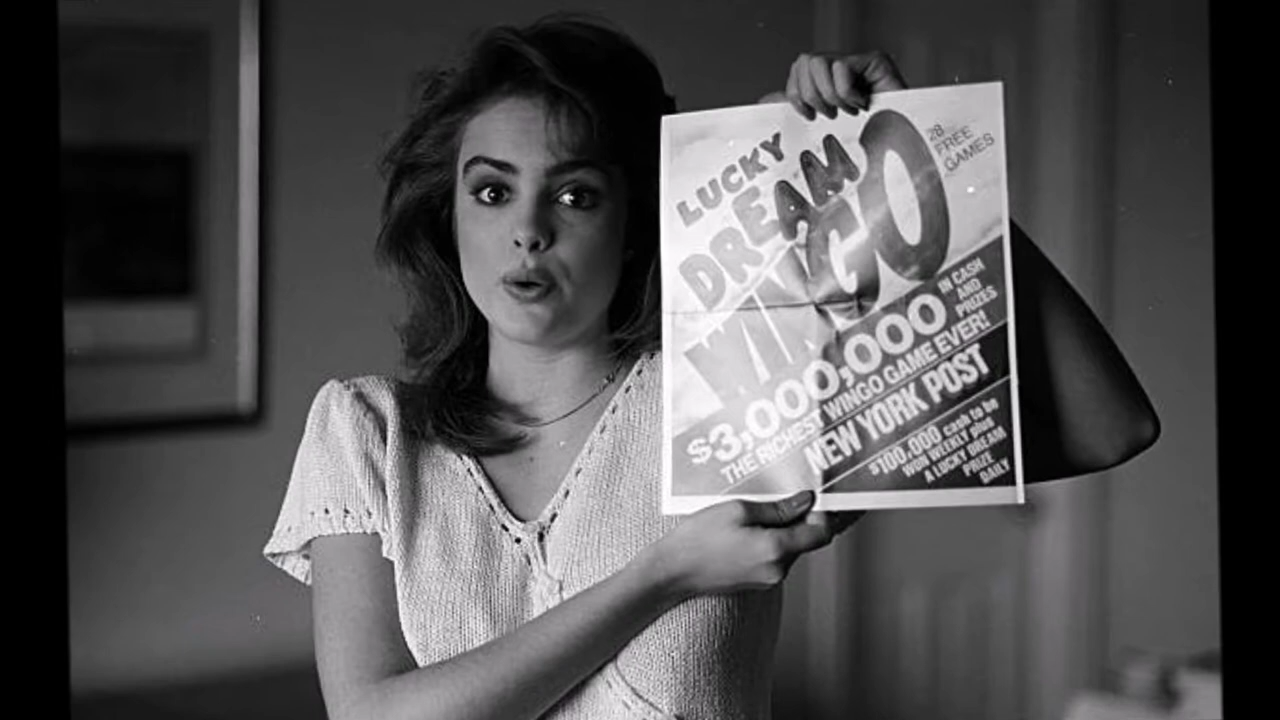 LUCKY
DREAM
WINGO
28
FREE
GAMES
$3,000,000
IN CASH
AND
PRIZES
THE RICHEST WINGO GAME EVER!
NEW YORK POST
$100,000 cash to be
WON WEEKLY plus
A LUCKY DREAM
PRIZE
DAILY